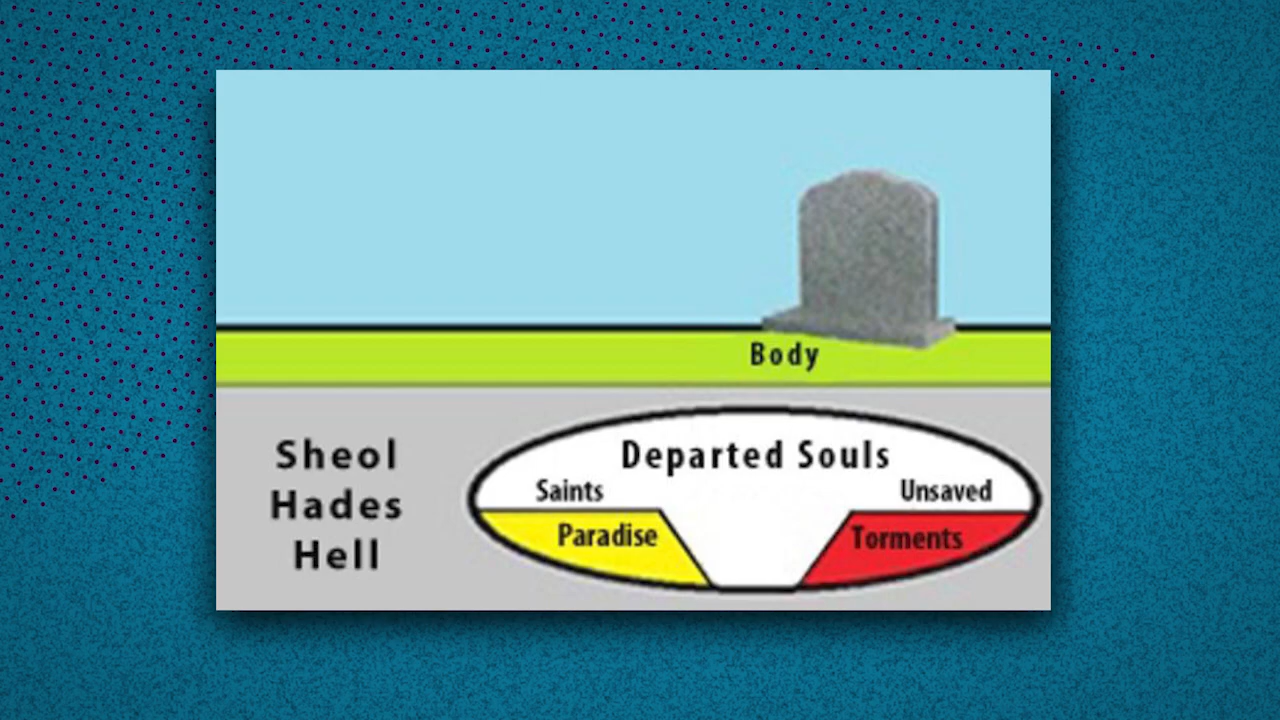 Body
Sheol
Hades
Hell
Departed Souls
Saints
Unsaved
Paradise
Torments